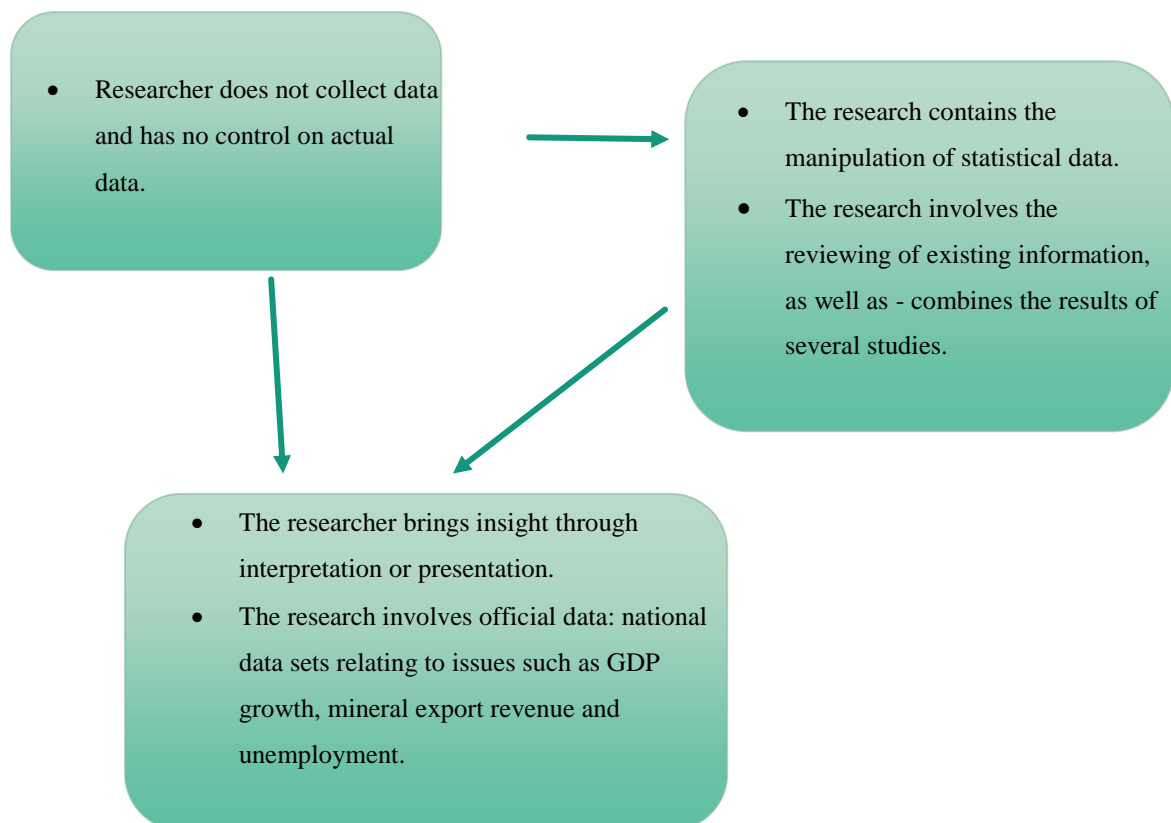 • Researcher does not collect data
and has no control on actual
data.
• The research contains the
manipulation of statistical data.
• The research involves the
reviewing of existing information,
as well as - combines the results of
several studies.
• The researcher brings insight through
interpretation or presentation.
• The research involves official data: national
data sets relating to issues such as GDP
growth, mineral export revenue and
unemployment.